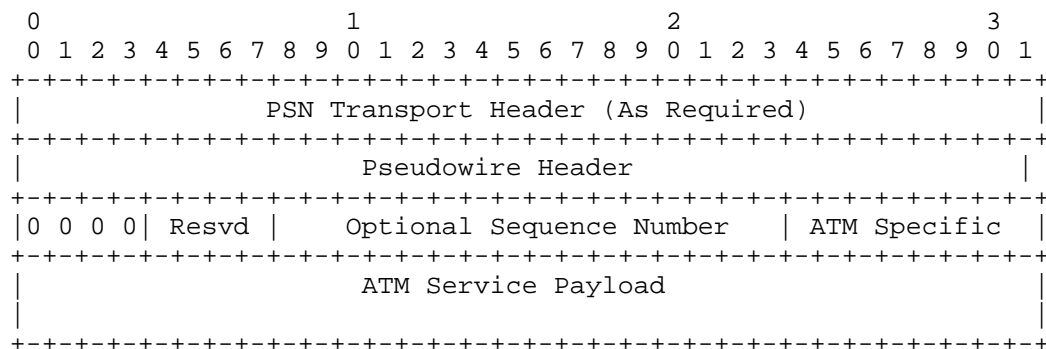 0                   1                   2                   3
 0 1 2 3 4 5 6 7 8 9 0 1 2 3 4 5 6 7 8 9 0 1 2 3 4 5 6 7 8 9 0 1
+-+-+-+-+-+-+-+-+-+-+-+-+-+-+-+-+-+-+-+-+-+-+-+-+-+-+-+-+-+-+-+-+
|               PSN Transport Header (As Required)              |
+-+-+-+-+-+-+-+-+-+-+-+-+-+-+-+-+-+-+-+-+-+-+-+-+-+-+-+-+-+-+-+-+
|                     Pseudowire Header                        |
+-+-+-+-+-+-+-+-+-+-+-+-+-+-+-+-+-+-+-+-+-+-+-+-+-+-+-+-+-+-+-+-+
|0 0 0 0| Resvd |    Optional Sequence Number   | ATM Specific  |
+-+-+-+-+-+-+-+-+-+-+-+-+-+-+-+-+-+-+-+-+-+-+-+-+-+-+-+-+-+-+-+-+
|                     ATM Service Payload                       |
|                                                               |
+-+-+-+-+-+-+-+-+-+-+-+-+-+-+-+-+-+-+-+-+-+-+-+-+-+-+-+-+-+-+-+-+